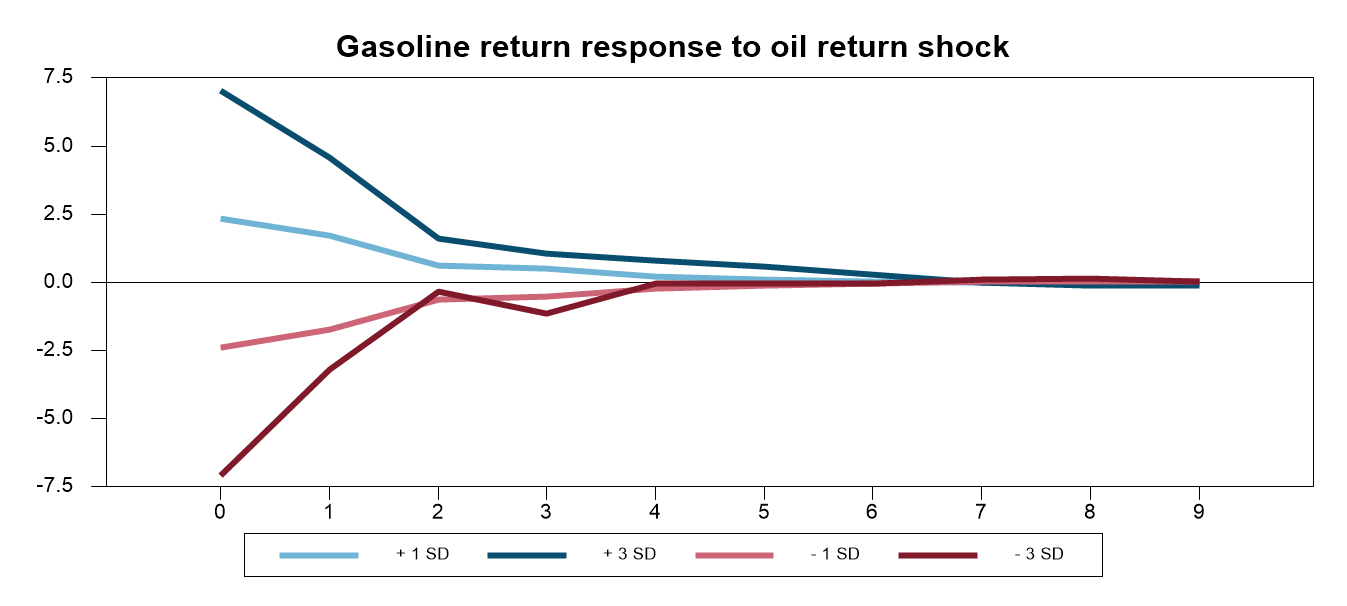 Gasoline return response to oil return shock
7.5
5.0
2.5
0.0
-2.5
-5.0
-7.5
0 1 2 3 4 5 6 7 8 9
+ 1 SD + 3 SD - 1 SD - 3 SD